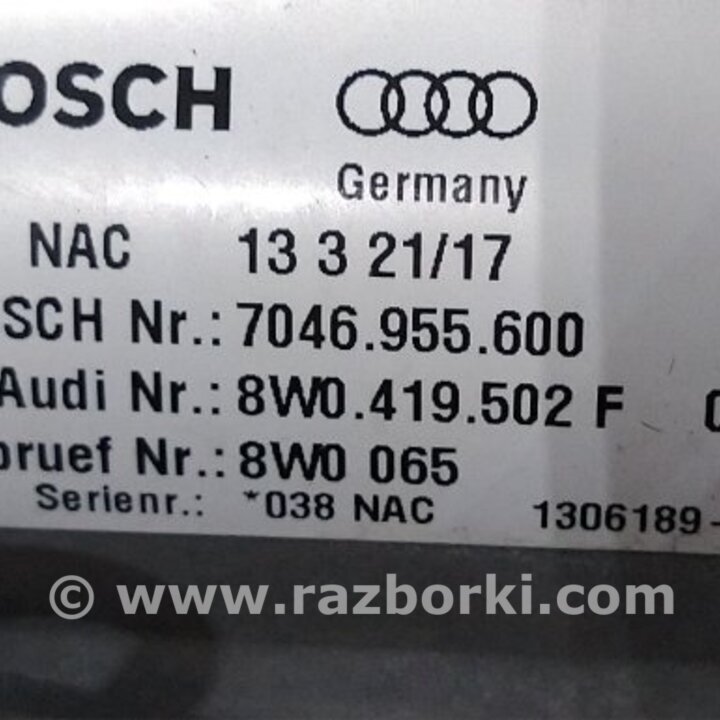 OSCH
Germany
NAC 13 3 21/17
SCH Nr.: 7046.955.600
Audi Nr.: 8W0.419.502 F 0
pruef Nr.: 8W0 065
Serienr.: *038 NAC 1306189-
© www.razborki.com